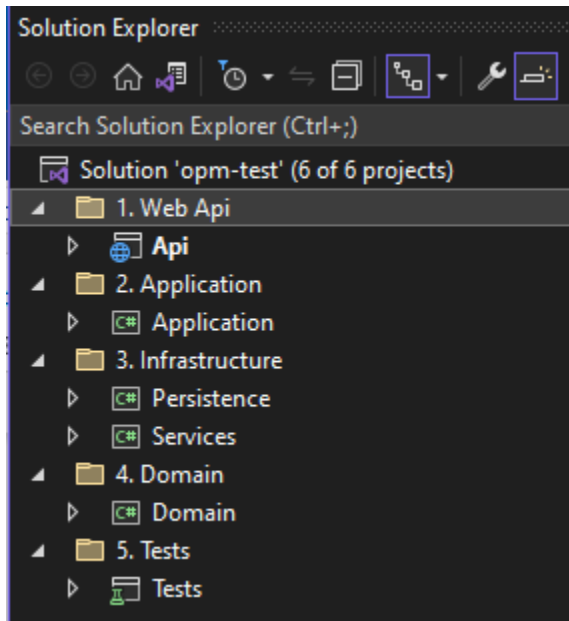 Solution Explorer
Search Solution Explorer (Ctrl+;)
Solution 'opm-test' (6 of 6 projects)
1. Web Api
Api
2. Application
C# Application
3. Infrastructure
C# Persistence
C# Services
4. Domain
C# Domain
5. Tests
Tests